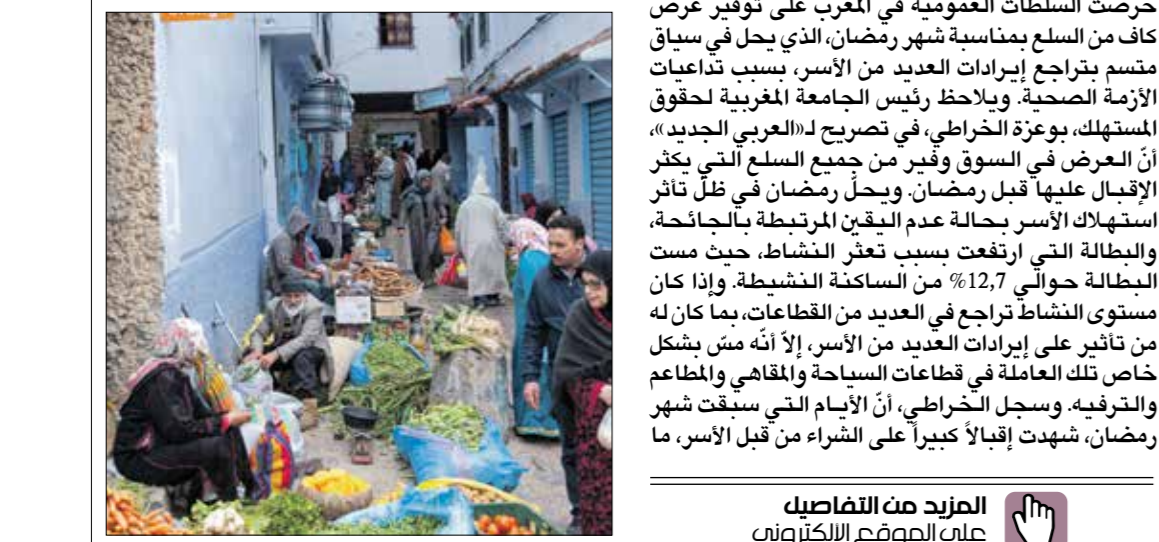 حرصت السلطات العمومية في المغرب على توفير عرض
كاف من السلع بمناسبة شهر رمضان، الذي يحل في سياق
متسم بتراجع إيرادات العديد من الأسر، بسبب تداعيات
الأزمة الصحية. ويلاحظ رئيس الجامعة المغربية لحقوق
المستهلك، بوعزة الخراطي، في تصريح لـ«العربي الجديد»،
أنّ العرض في السوق وفير من جميع السلع التي يكثر
الإقبال عليها قبل رمضان. ويحلّ رمضان في ظلّ تأثر
استهلاك الأسر بحالة عدم اليقين المرتبطة بالجائحة،
والبطالة التي ارتفعت بسبب تعثر النشاط، حيث مست
البطالة حوالي 12,7% من الساكنة النشيطة. وإذا كان
مستوى النشاط تراجع في العديد من القطاعات، بما كان له
من تأثير على إيرادات العديد من الأسر، إلاّ أنّه مسّ بشكل
خاص تلك العاملة في قطاعات السياحة والمقاهي والمطاعم
والترفيه. وسجل الخراطي، أنّ الأيام التي سبقت شهر
رمضان، شهدت إقبالاً كبيراً على الشراء من قبل الأسر، ما
المزيد من التفاصيل
على الموقع الالكتروني